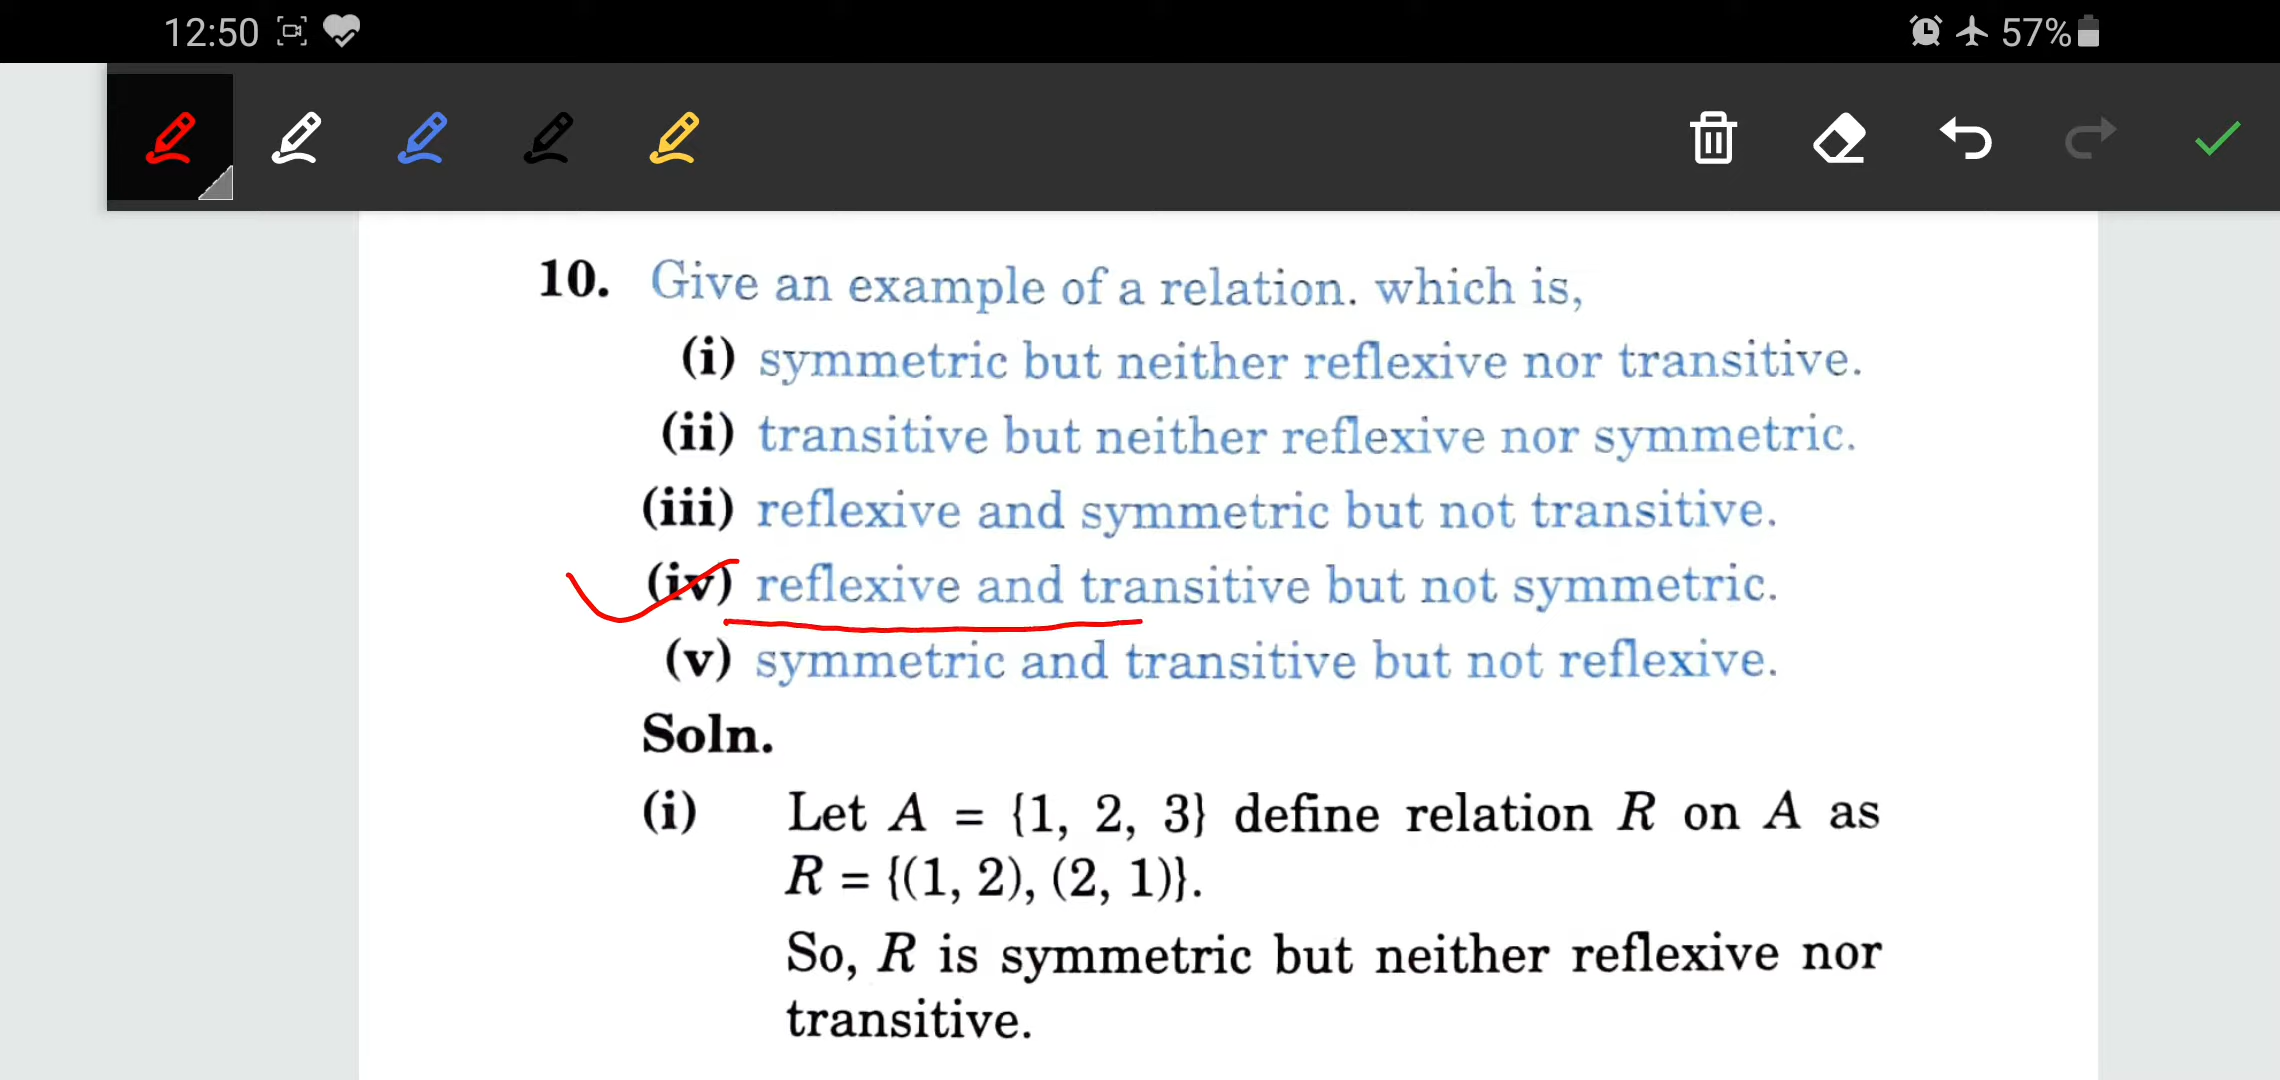 12:50 57%
10. Give an example of a relation. which is,
(i) symmetric but neither reflexive nor transitive.
(ii) transitive but neither reflexive nor symmetric.
(iii) reflexive and symmetric but not transitive.
(iv) reflexive and transitive but not symmetric.
(v) symmetric and transitive but not reflexive.
Soln.
(i) Let A = {1, 2, 3} define relation R on A as
R = {(1, 2), (2, 1)}.
So, R is symmetric but neither reflexive nor
transitive.